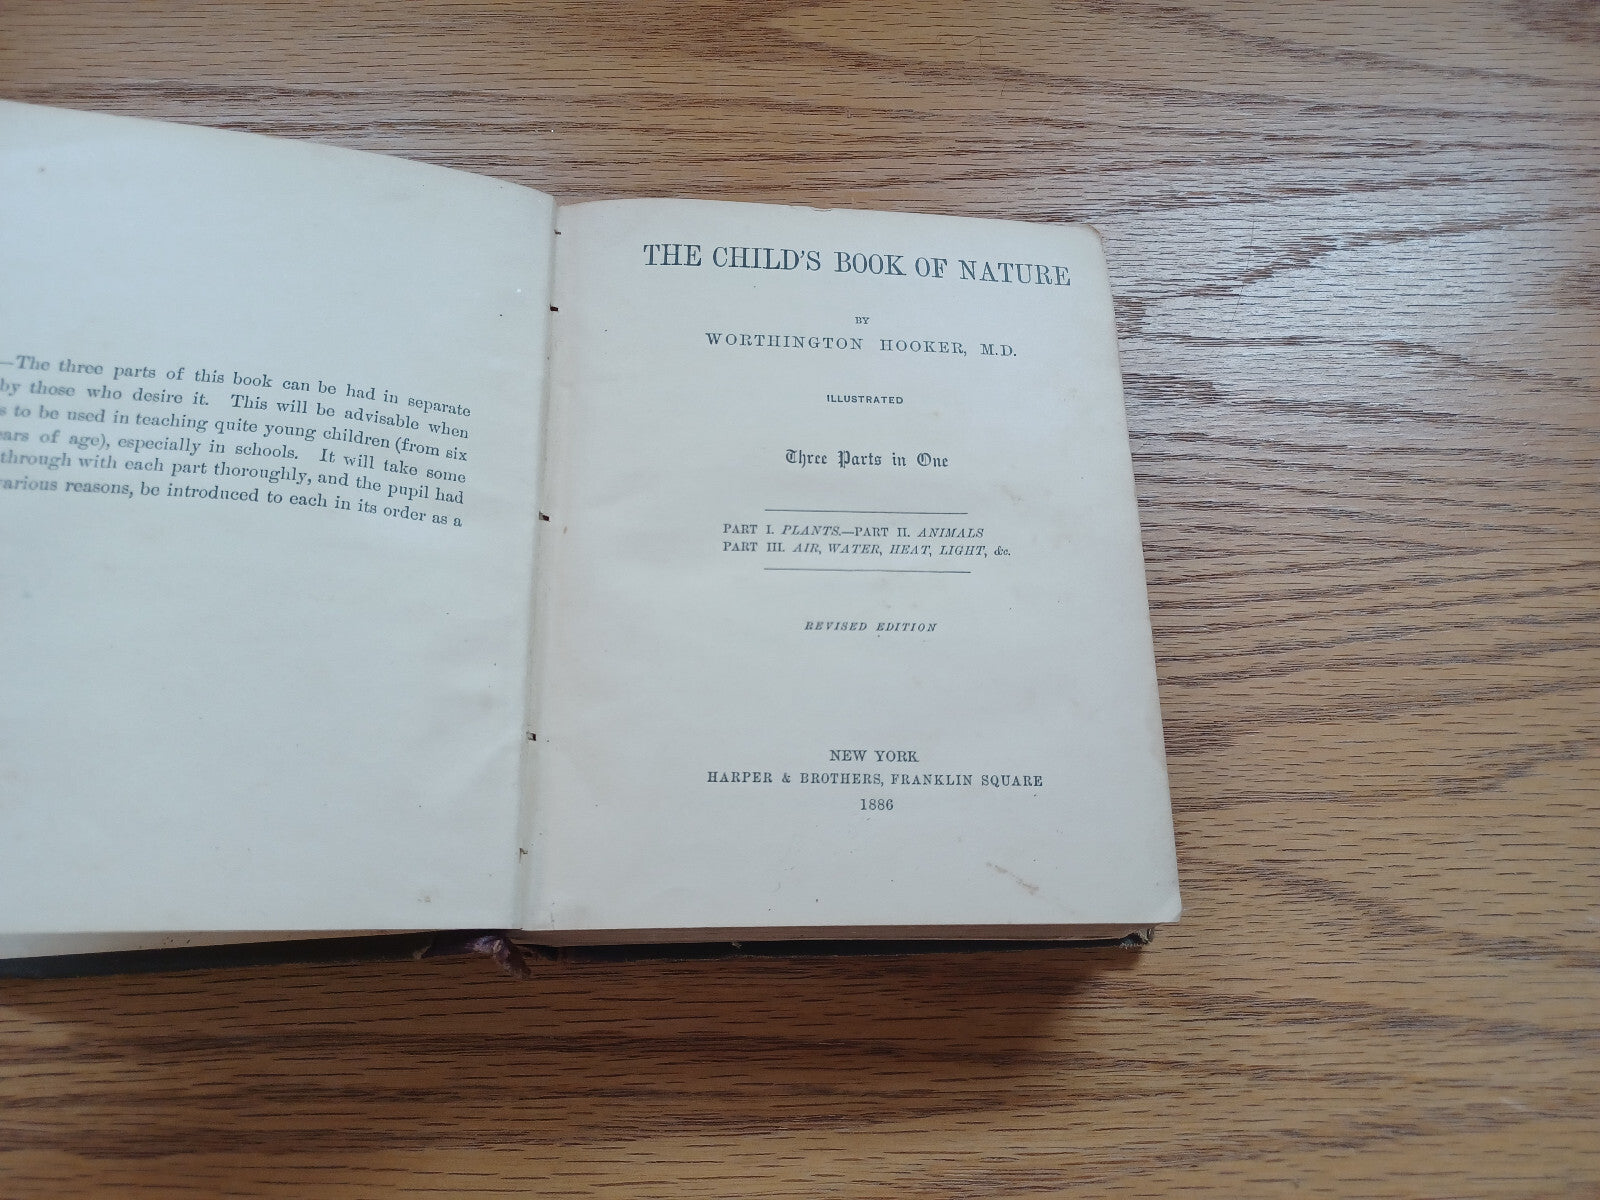 —The three parts of this book can be had in separate
by those who desire it. This will be advisable when
s to be used in teaching quite young children (from six
ears of age), especially in schools. It will take some
through with each part thoroughly, and the pupil had
arious reasons, be introduced to each in its order as a
THE CHILD'S BOOK OF NATURE
BY
WORTHINGTON HOOKER, M.D.
ILLUSTRATED
Three Parts in One
PART I. PLANTS.—PART II. ANIMALS
PART III. AIR, WATER, HEAT, LIGHT, &c.
REVISED EDITION
NEW YORK
HARPER & BROTHERS, FRANKLIN SQUARE
1886